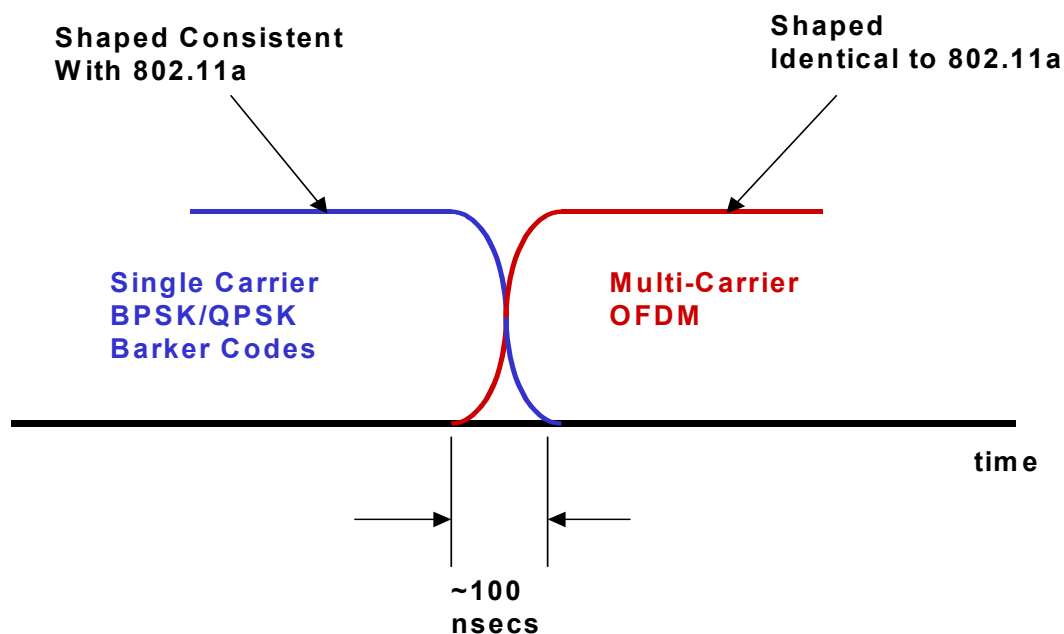 Shaped Consistent
With 802.11a
Shaped
Identical to 802.11a
Single Carrier
BPSK/QPSK
Barker Codes
Multi-Carrier
OFDM
time
~100
nsecs